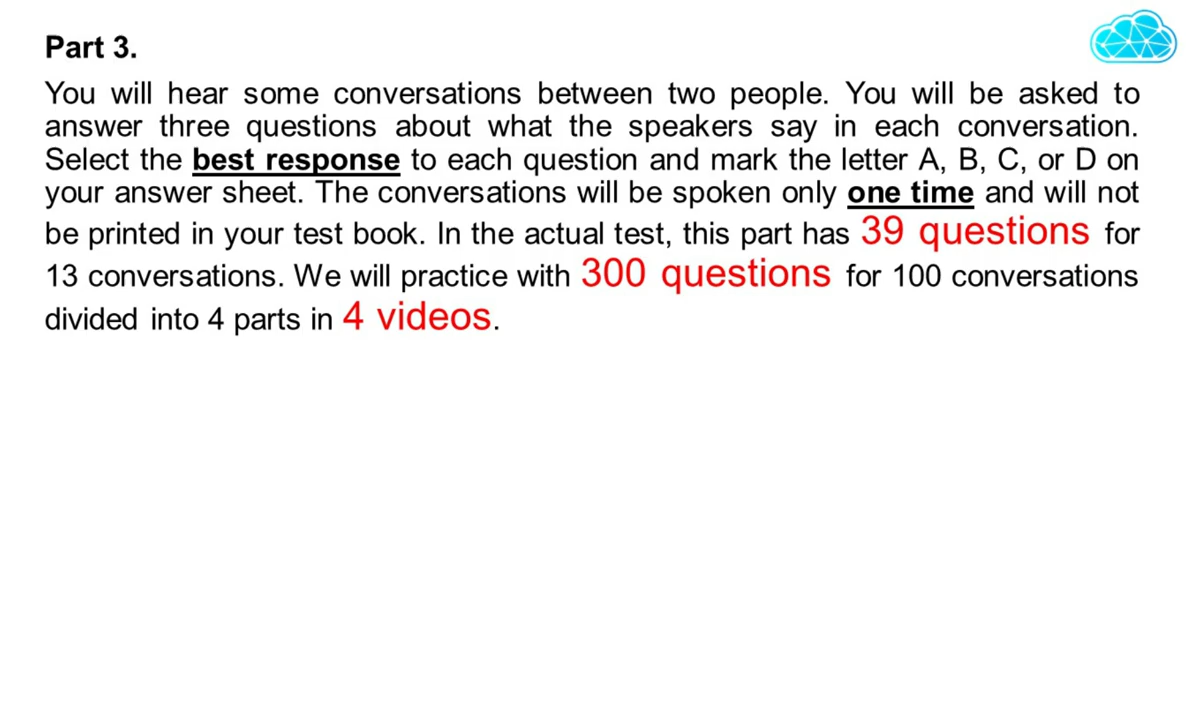 Part 3.
You will hear some conversations between two people. You will be asked to
answer three questions about what the speakers say in each conversation.
Select the best response to each question and mark the letter A, B, C, or D on
your answer sheet. The conversations will be spoken only one time and will not
be printed in your test book. In the actual test, this part has 39 questions for
13 conversations. We will practice with 300 questions for 100 conversations
divided into 4 parts in 4 videos.